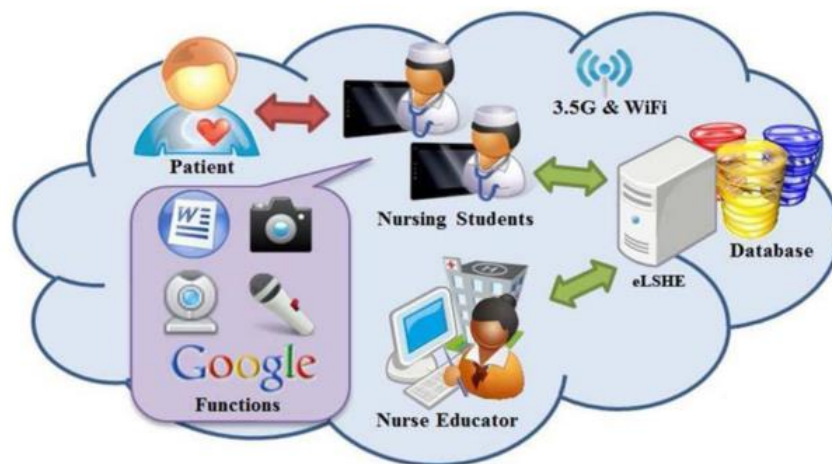 3.5G & WiFi
Patient
W
H
Nursing Students
Database
eLSHE
Google
Functions
Nurse Educator